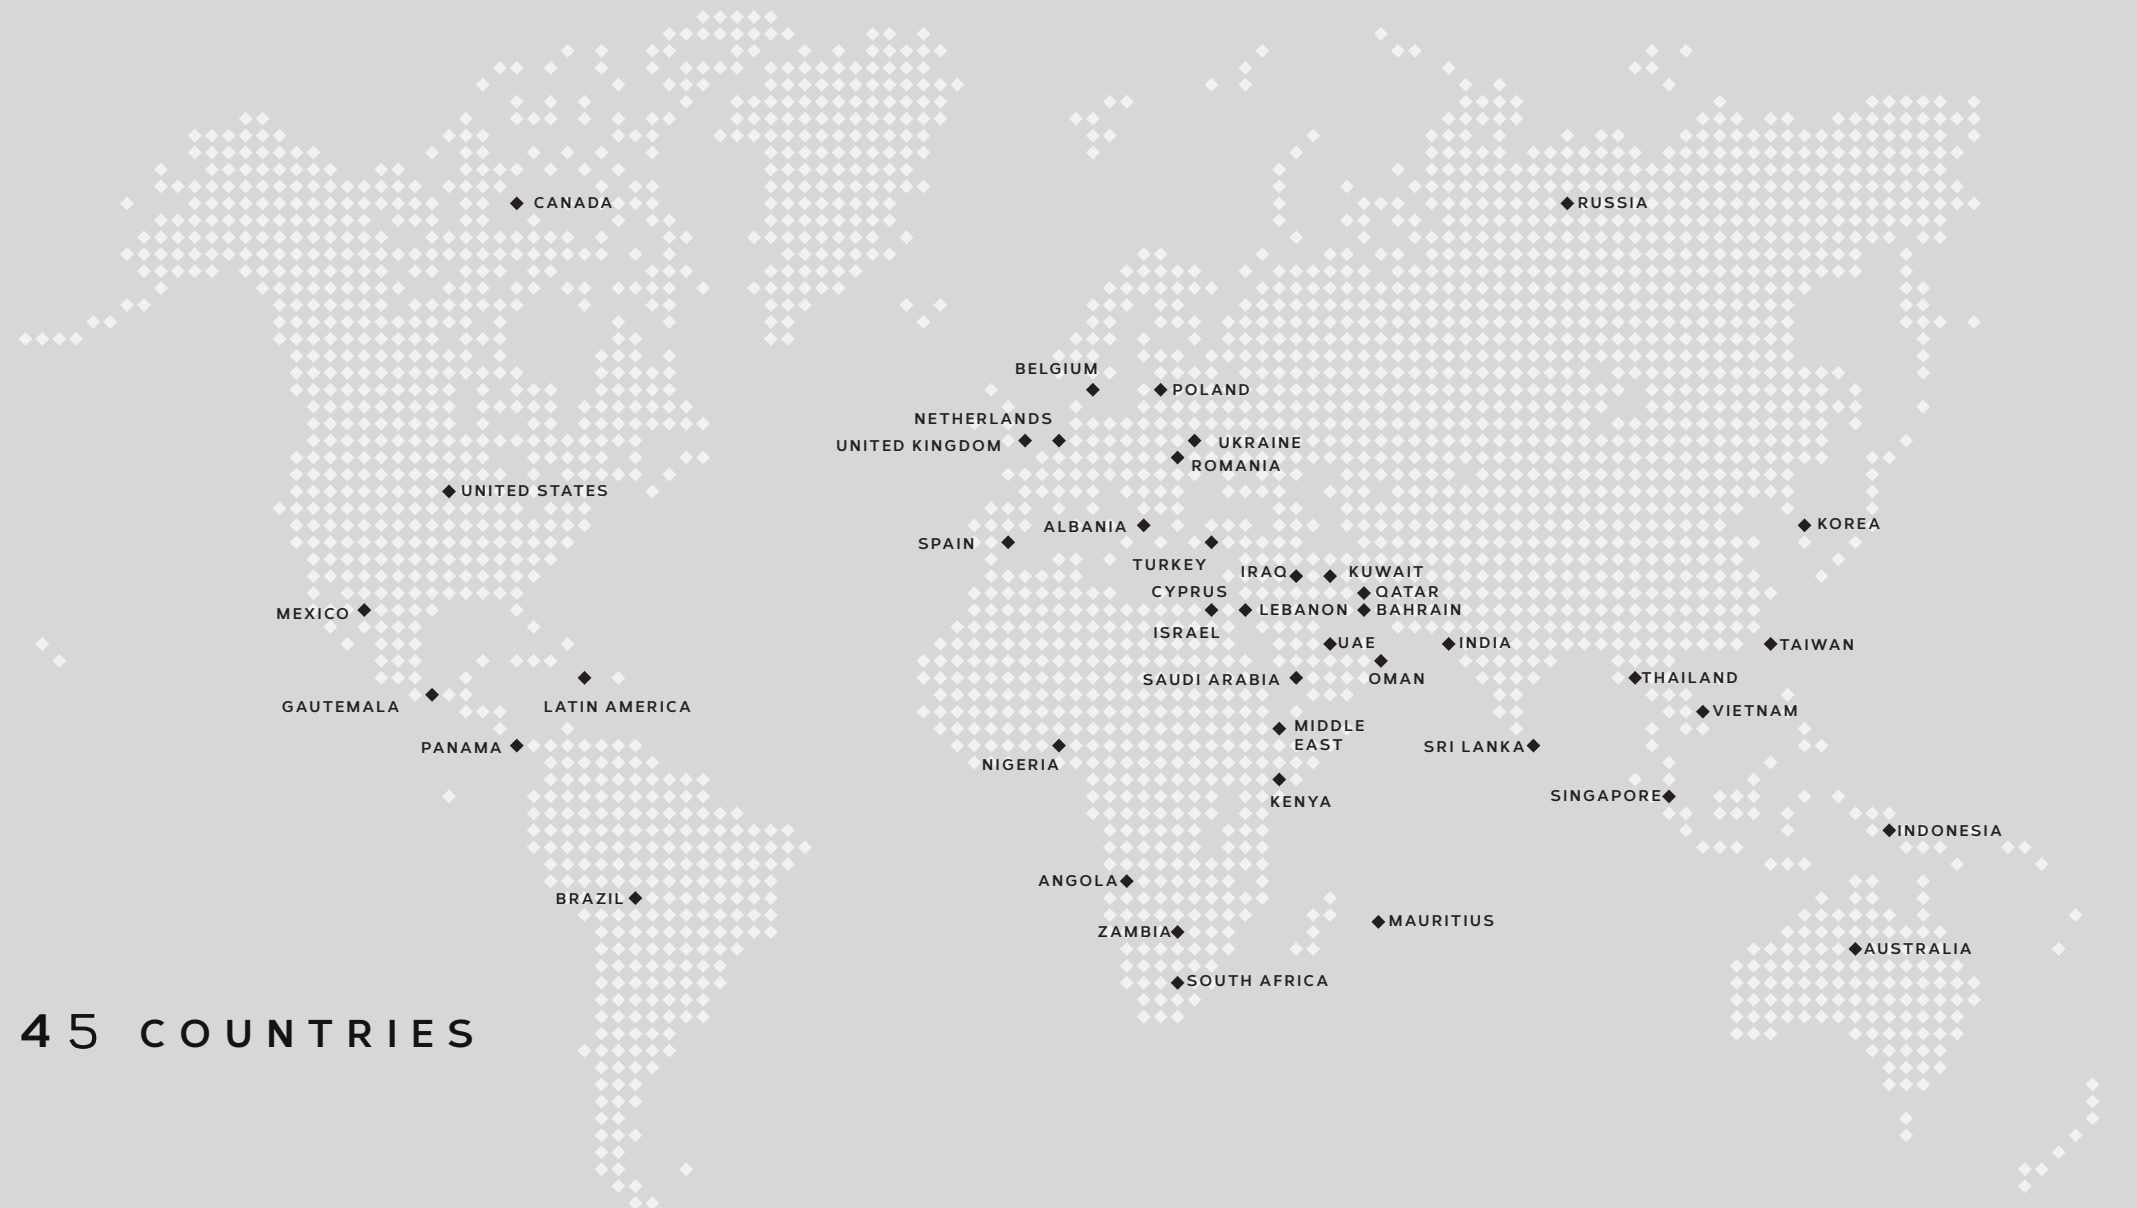 CANADA
RUSSIA
BELGIUM
POLAND
NETHERLANDS
UNITED KINGDOM
UKRAINE
ROMANIA
UNITED STATES
ALBANIA
KOREA
SPAIN
TURKEY
IRAQ
KUWAIT
CYPRUS
QATAR
MEXICO
LEBANON
BAHRAIN
ISRAEL
UAE
INDIA
TAIWAN
SAUDI ARABIA
OMAN
THAILAND
GAUTEMALA
LATIN AMERICA
VIETNAM
MIDDLE
EAST
PANAMA
SRI LANKA
NIGERIA
SINGAPORE
KENYA
INDONESIA
ANGOLA
BRAZIL
MAURITIUS
ZAMBIA
AUSTRALIA
SOUTH AFRICA
45 COUNTRIES